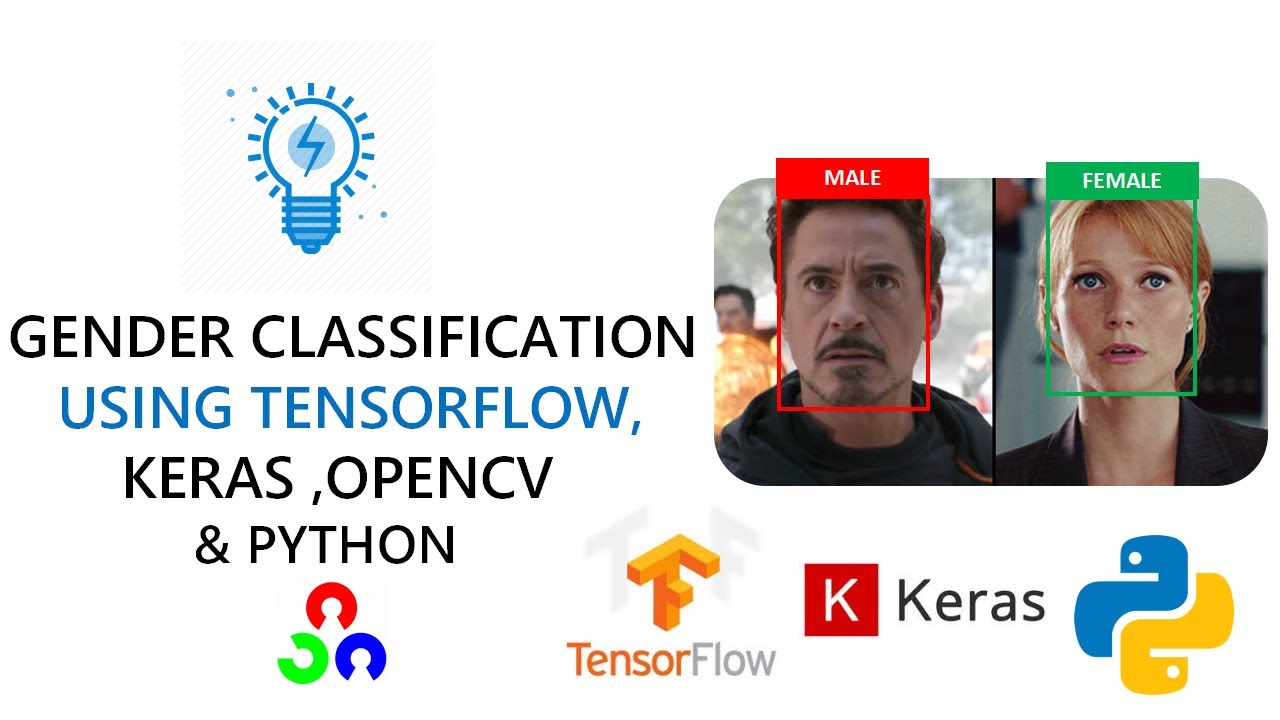 GENDER CLASSIFICATION
USING TENSORFLOW,
KERAS ,OPENCV
& PYTHON
MALE
FEMALE
TensorFlow
K Keras